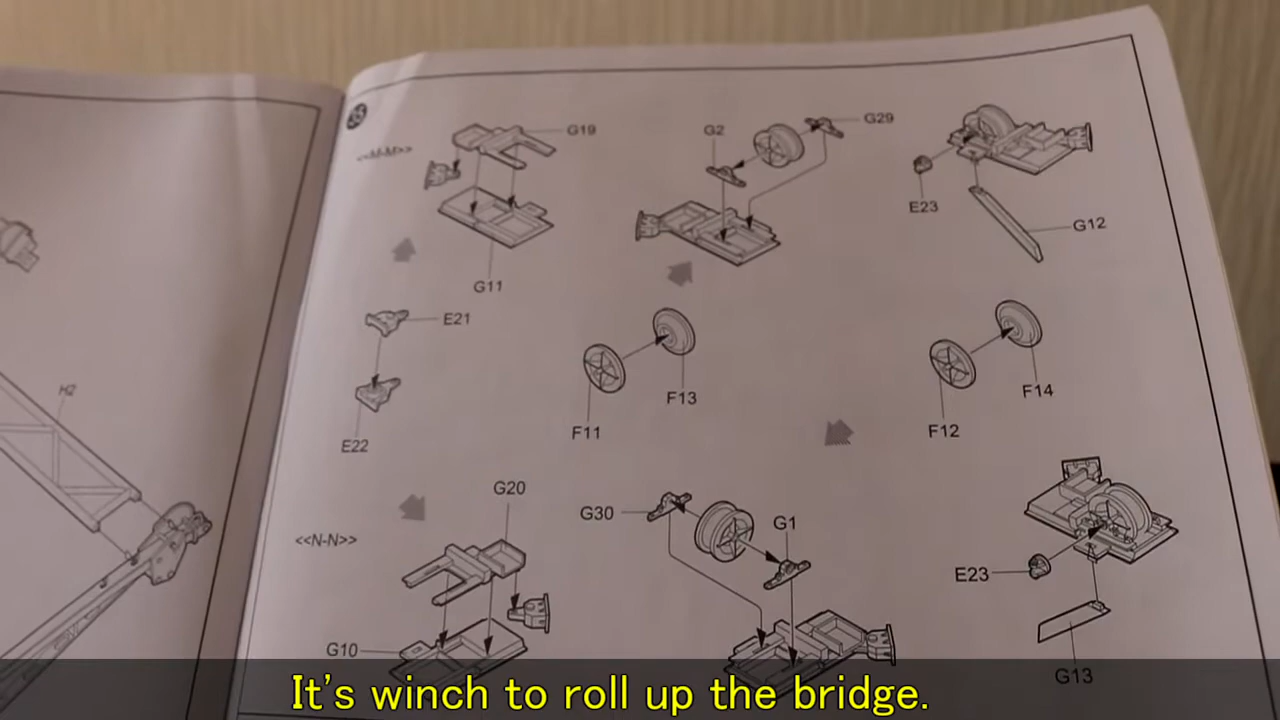 G19
G2
G29
<<M-M>>
E23
G12
G11
E21
H2
F13
F14
F11
F12
E22
G20
G30
G1
<<N-N>>
E23
G10
G13
It's winch to roll up the bridge.